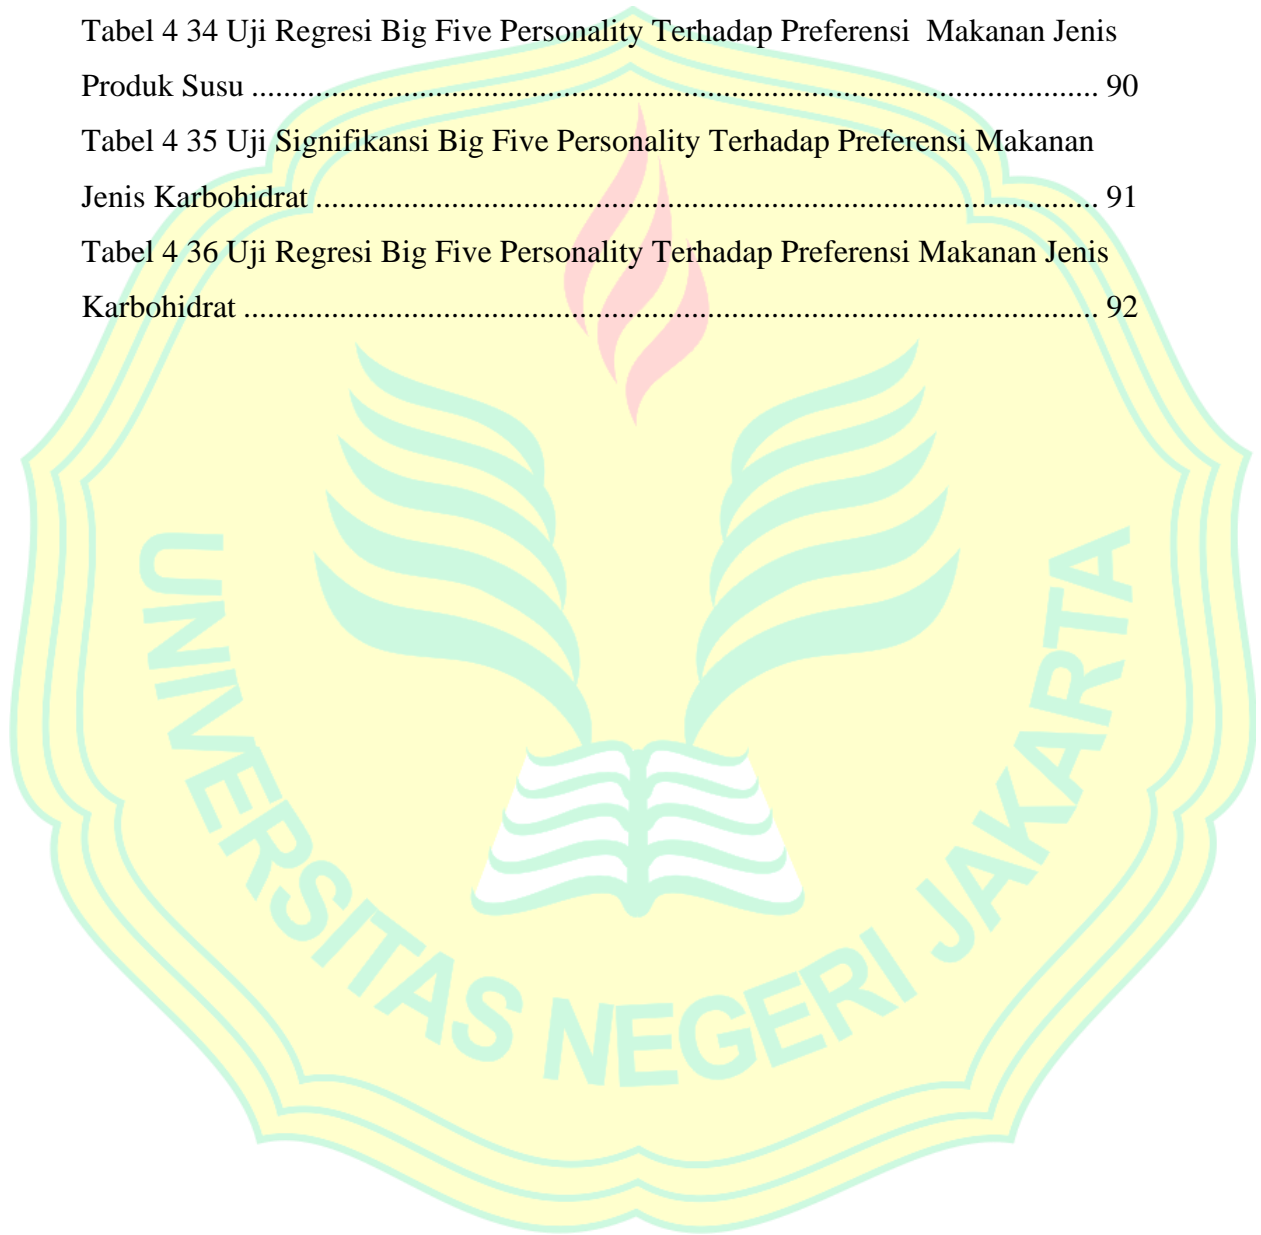 Tabel 4 34 Uji Regresi Big Five Personality Terhadap Preferensi  Makanan Jenis
Produk Susu ........................................................................................... 90
Tabel 4 35 Uji Signifikansi Big Five Personality Terhadap Preferensi Makanan
Jenis Karbohidrat .................................................................................... 91
Tabel 4 36 Uji Regresi Big Five Personality Terhadap Preferensi Makanan Jenis
Karbohidrat ............................................................................................ 92
UNIVERSITAS NEGERI JAKARTA